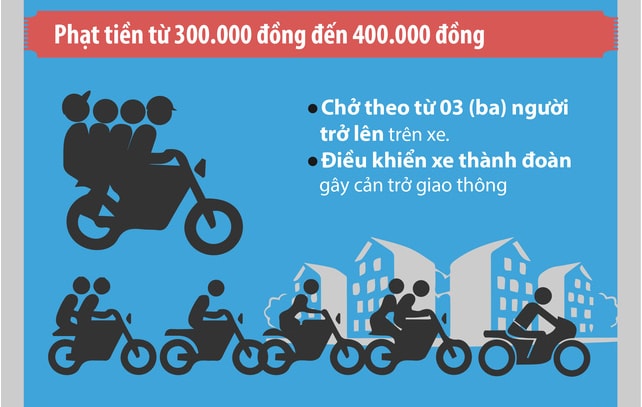 Phạt tiền từ 300.000 đồng đến 400.000 đồng
● Chở theo từ 03 (ba) người
trở lên trên xe.
● Điều khiển xe thành đoàn
gây cản trở giao thông